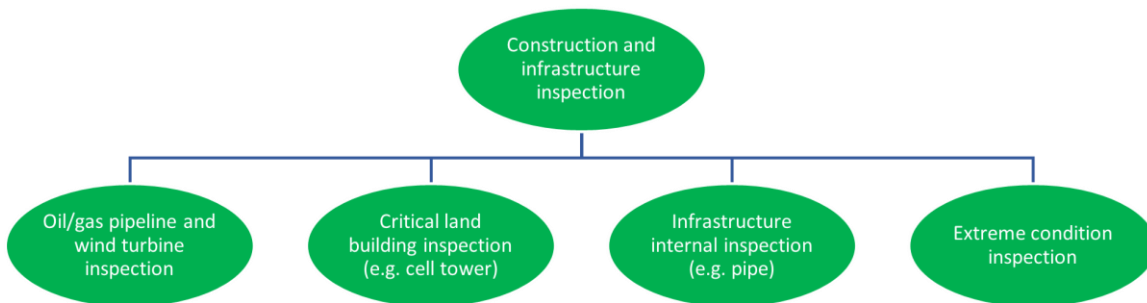 Construction and
infrastructure
inspection
Oil/gas pipeline and
wind turbine
inspection
Critical land
building inspection
(e.g. cell tower)
Infrastructure
internal inspection
(e.g. pipe)
Extreme condition
inspection